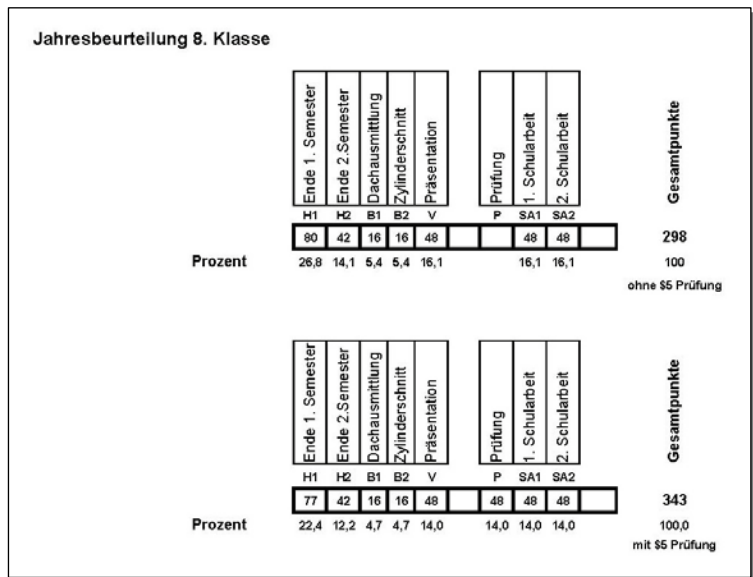 Jahresbeurteilung 8. Klasse
Ende 1. Semester
Ende 2.Semester
Dachausmittlung
Zylinderschnitt
Präsentation
Prüfung
1. Schularbeit
2. Schularbeit
Gesamtpunkte
H1 H2 B1 B2 V P SA1 SA2
80 42 16 16 48 48 48 298
Prozent 26,8 14,1 5,4 5,4 16,1 16,1 16,1 100
ohne $5 Prüfung
Ende 1. Semester
Ende 2.Semester
Dachausmittlung
Zylinderschnitt
Präsentation
Prüfung
1. Schularbeit
2. Schularbeit
Gesamtpunkte
H1 H2 B1 B2 V P SA1 SA2
77 42 16 16 48 48 48 48 343
Prozent 22,4 12,2 4,7 4,7 14,0 14,0 14,0 14,0 100,0
mit $5 Prüfung